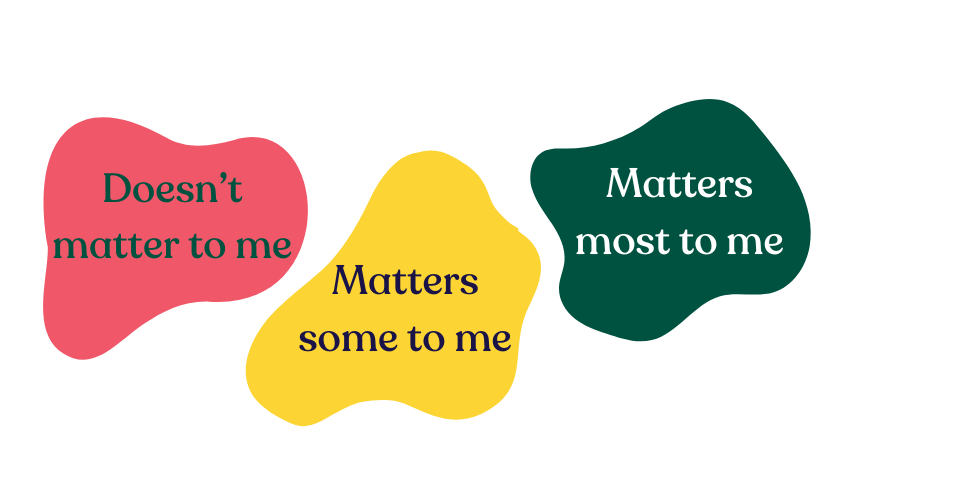 Doesn’t
matter to me
Matters
some to me
Matters
most to me